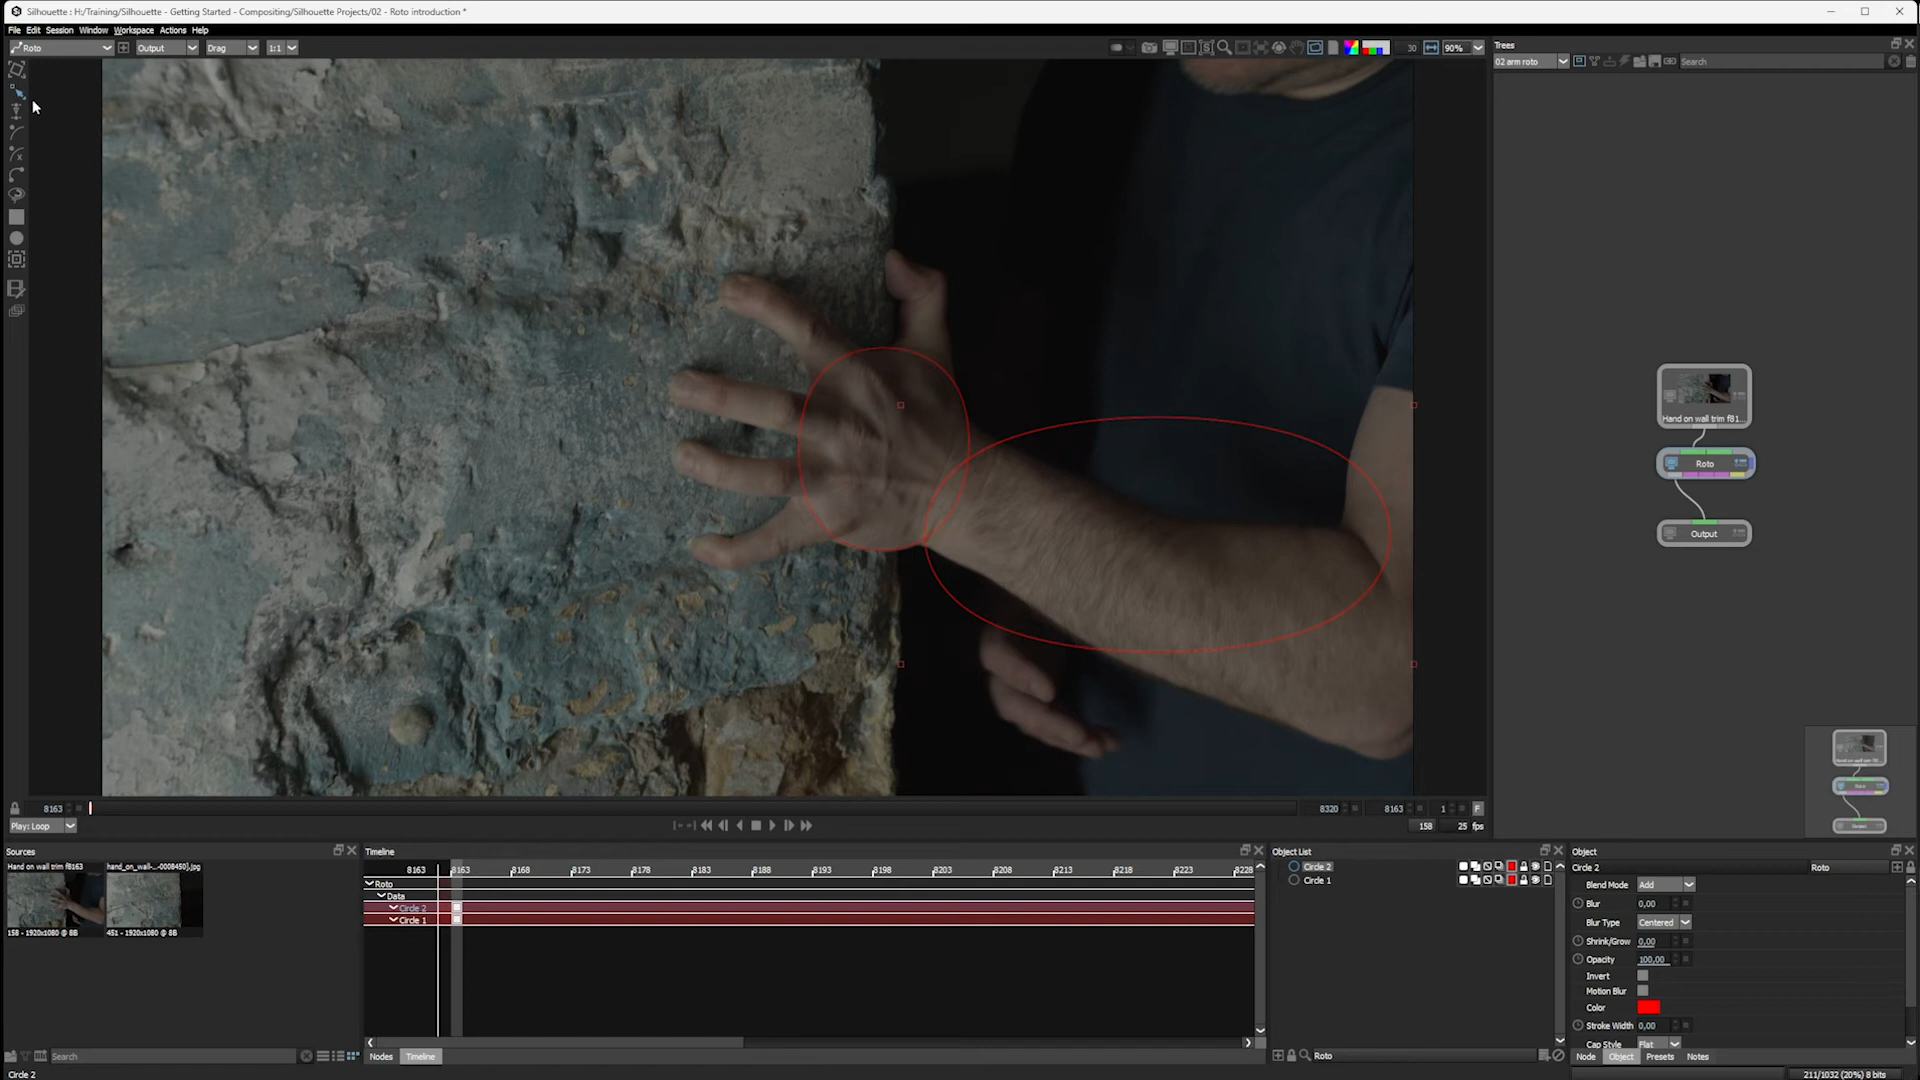 Silhouette : H:/Training/Silhouette - Getting Started - Compositing/Silhouette Projects/02 - Roto introduction *
File Edit Session Window Workspace Actions Help
Roto Output Drag 1:1 30 90%
Trees
02 arm roto Search
Hand on wall trim f81...
Roto
Output
8163 8320 8163 1 F
Play: Loop 158 25 fps
Sources
Hand on wall trim f8163 hand_on_wall-...-0008450].jpg
158 - 1920x1080 @ 8B 451 - 1920x1080 @ 8B
Search
Timeline
8163 8163 8168 8173 8178 8183 8188 8193 8198 8203 8208 8213 8218 8223 8228
Roto
Data
Circle 2
Circle 1
Nodes Timeline
Object List
Circle 2
Circle 1
Roto
Object
Circle 2 Roto
Blend Mode Add
Blur 0,00
Blur Type Centered
Shrink/Grow 0,00
Opacity 100,00
Invert
Motion Blur
Color
Stroke Width 0,00
Cap Style Flat
Node Object Presets Notes
Circle 2 211/1032 (20%) 8 bits